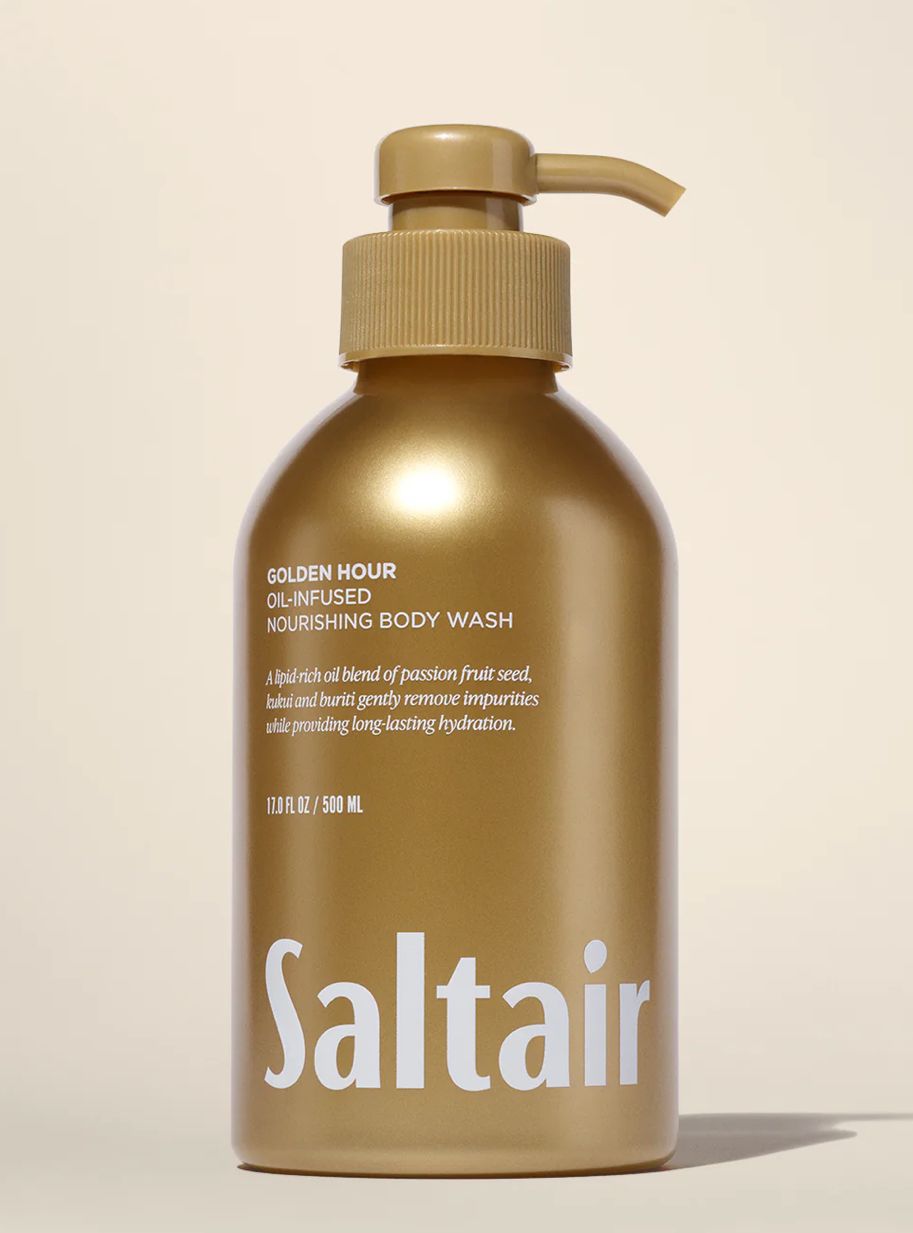 GOLDEN HOUR
OIL-INFUSED
NOURISHING BODY WASH
A lipid-rich oil blend of passion fruit seed,
kukui and buriti gently remove impurities
while providing long-lasting hydration.
17.0 FL OZ / 500 ML
Saltair